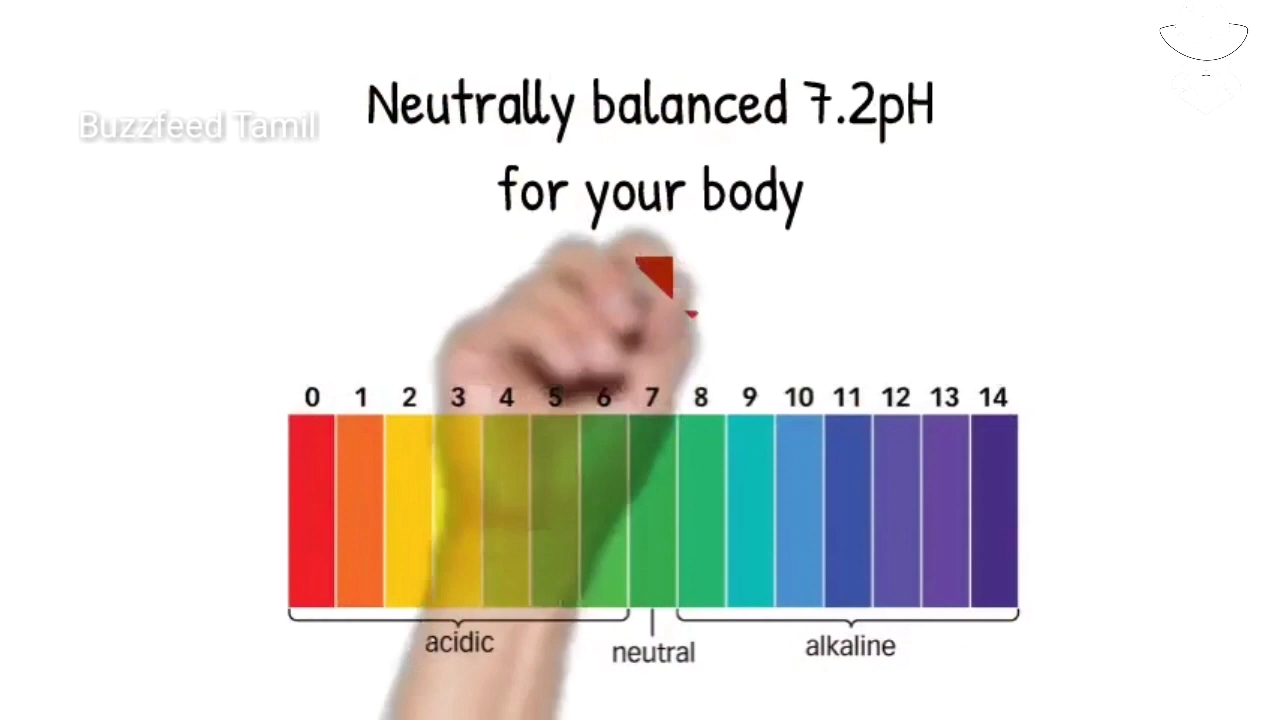 Neutrally balanced 7.2pH
Buzzfeed Tamil
for your body
0 1 2 3 4 5 6 7 8 9 10 11 12 13 14
acidic
neutral
alkaline